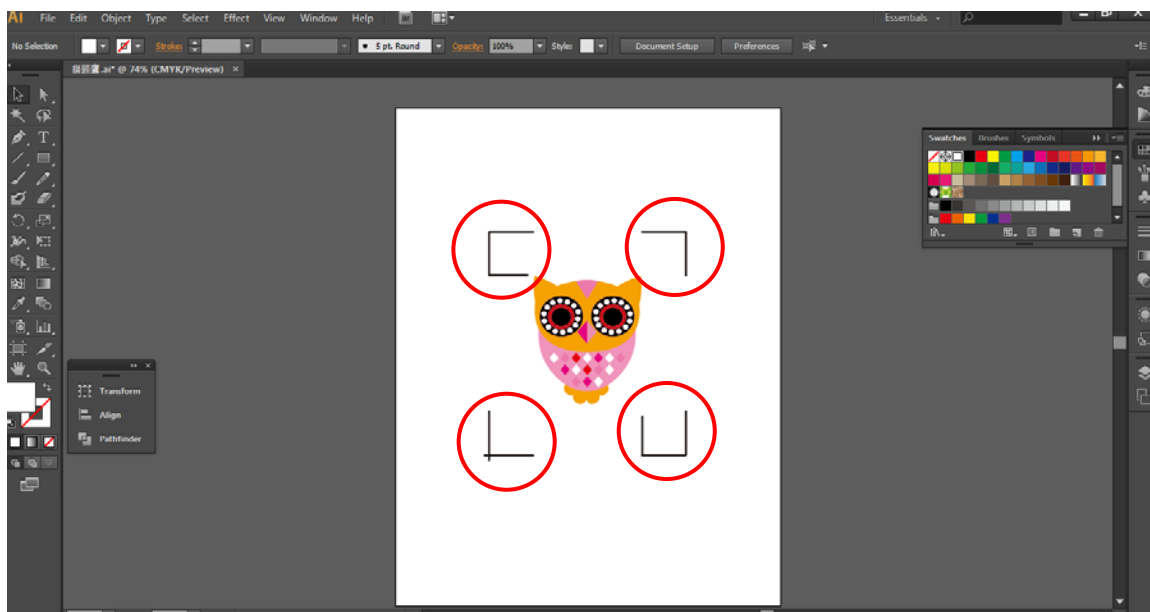 Ai File Edit Object Type Select Effect View Window Help Br Essentials
No Selection Stroke: 5 pt. Round Opacity: 100% Style: Document Setup Preferences
.ai* @ 74% (CMYK/Preview) ×
Swatches Brushes Symbols
Transform
Align
Pathfinder